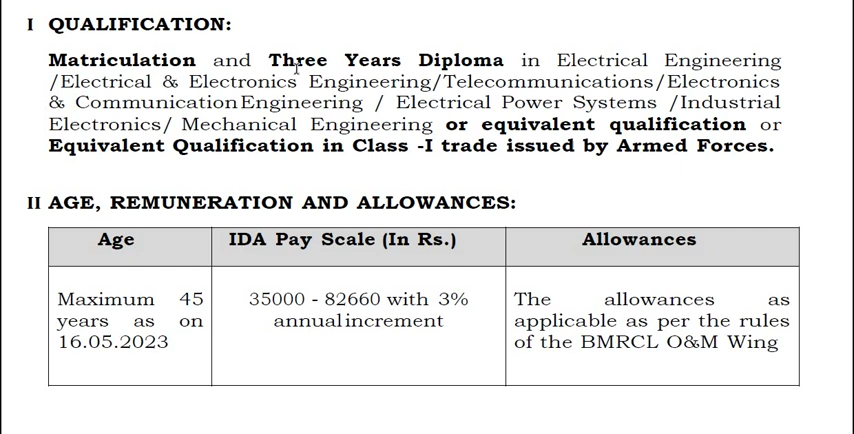 I QUALIFICATION:
Matriculation and Three Years Diploma in Electrical Engineering
/Electrical & Electronics Engineering/Telecommunications/Electronics
& Communication Engineering / Electrical Power Systems /Industrial
Electronics/ Mechanical Engineering or equivalent qualification or
Equivalent Qualification in Class -I trade issued by Armed Forces.
II AGE, REMUNERATION AND ALLOWANCES:
Age IDA Pay Scale (In Rs.) Allowances
Maximum 45
years as on
16.05.2023
35000 - 82660 with 3%
annual increment
The allowances as
applicable as per the rules
of the BMRCL O&M Wing